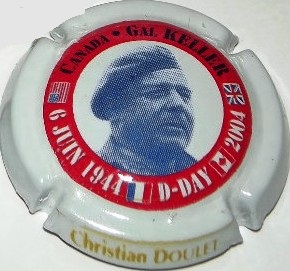 CANADA • GAL KELLER
6 JUIN 1944 D-DAY 2004
Christian DOULET